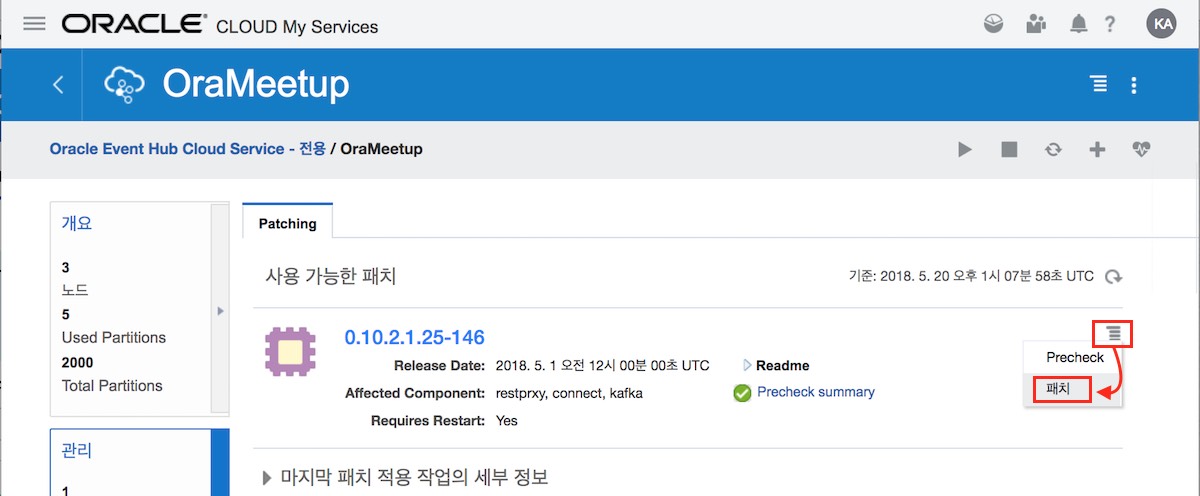 ORACLE® CLOUD My Services
?
KA
OraMeetup
Oracle Event Hub Cloud Service - 전용 / OraMeetup
개요
3
노드
5
Used Partitions
2000
Total Partitions
관리
1
Patching
사용 가능한 패치
기준: 2018. 5. 20 오후 1시 07분 58초 UTC
0.10.2.1.25-146
Release Date: 2018. 5. 1 오전 12시 00분 00초 UTC
Readme
Affected Component: restprxy, connect, kafka
Precheck summary
Requires Restart: Yes
Precheck
패치
마지막 패치 적용 작업의 세부 정보